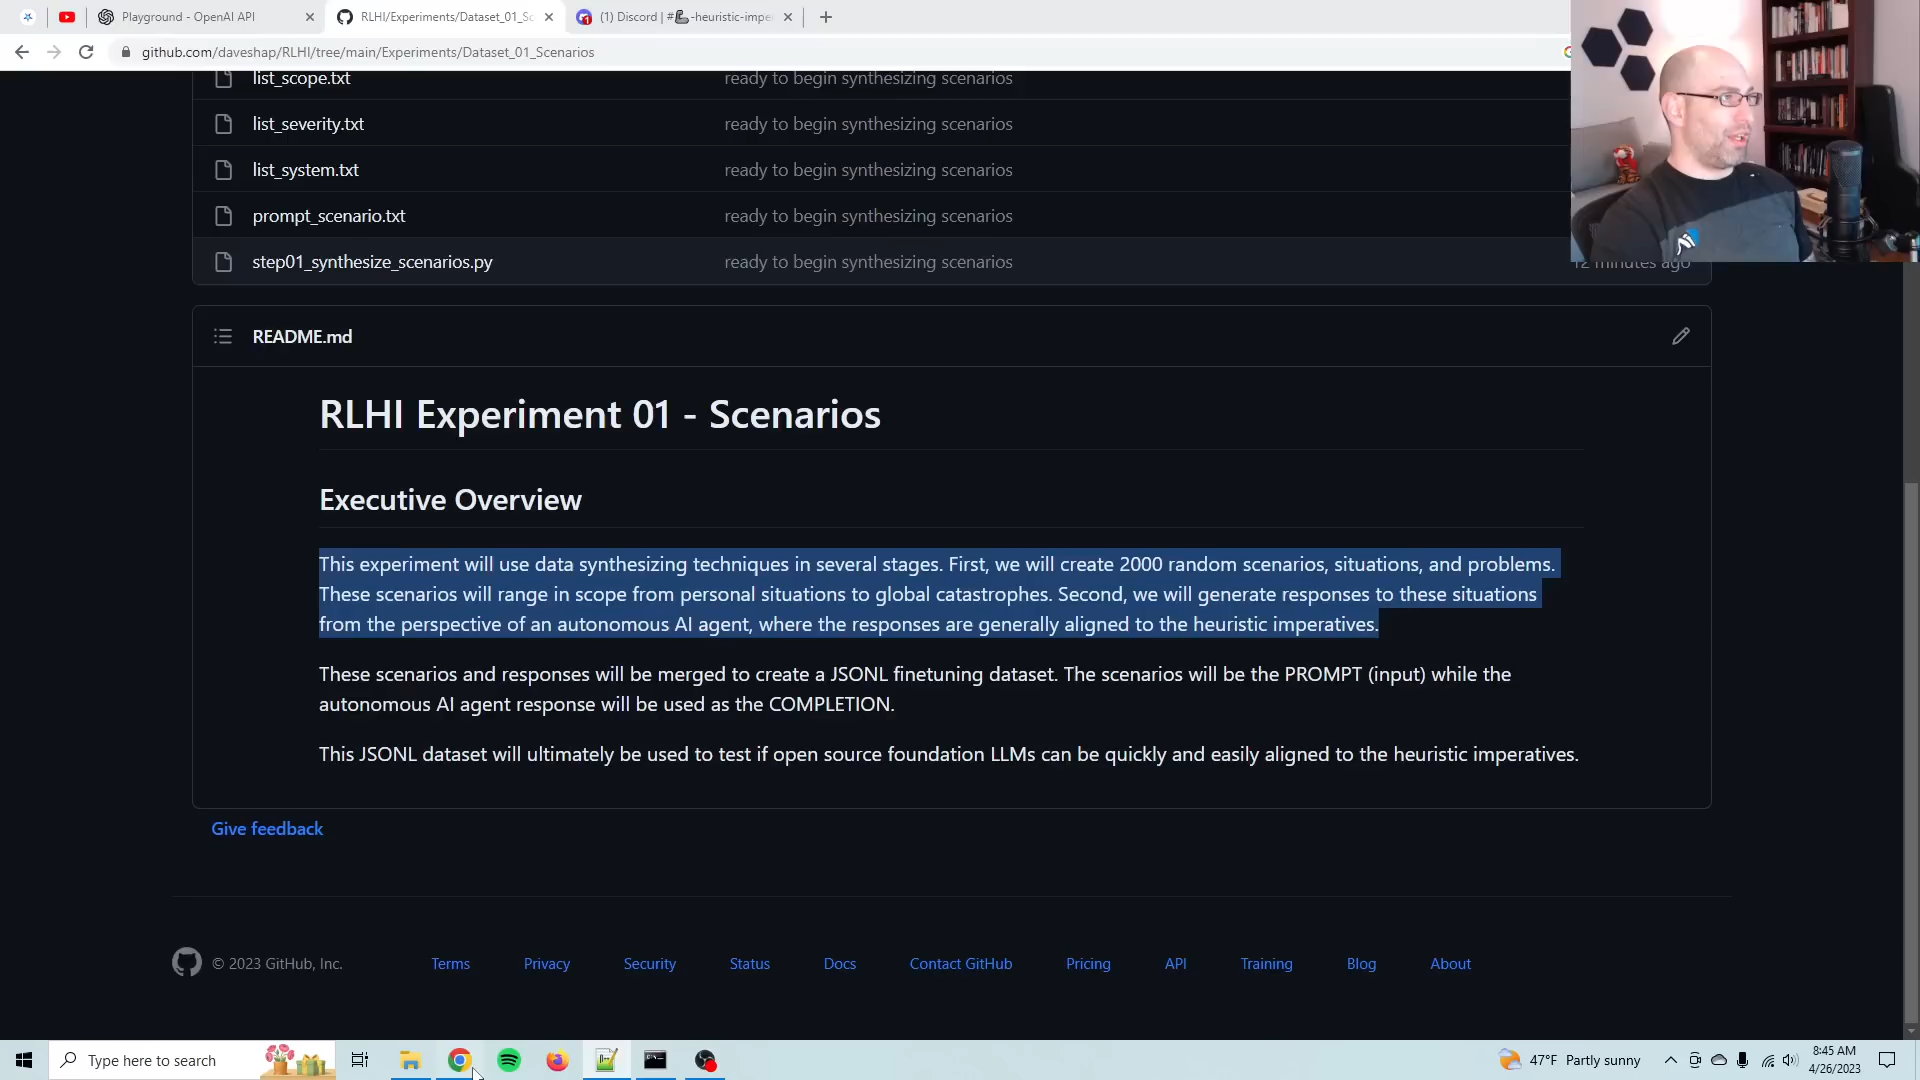 Playground - OpenAI API
RLHI/Experiments/Dataset_01_Sc
(1) Discord | #🦾-heuristic-impe
github.com/daveshap/RLHI/tree/main/Experiments/Dataset_01_Scenarios
list_scope.txt ready to begin synthesizing scenarios
list_severity.txt ready to begin synthesizing scenarios
list_system.txt ready to begin synthesizing scenarios
prompt_scenario.txt ready to begin synthesizing scenarios
step01_synthesize_scenarios.py ready to begin synthesizing scenarios 12 minutes ago
README.md
RLHI Experiment 01 - Scenarios
Executive Overview
This experiment will use data synthesizing techniques in several stages. First, we will create 2000 random scenarios, situations, and problems.
These scenarios will range in scope from personal situations to global catastrophes. Second, we will generate responses to these situations
from the perspective of an autonomous AI agent, where the responses are generally aligned to the heuristic imperatives.
These scenarios and responses will be merged to create a JSONL finetuning dataset. The scenarios will be the PROMPT (input) while the
autonomous AI agent response will be used as the COMPLETION.
This JSONL dataset will ultimately be used to test if open source foundation LLMs can be quickly and easily aligned to the heuristic imperatives.
Give feedback
© 2023 GitHub, Inc. Terms Privacy Security Status Docs Contact GitHub Pricing API Training Blog About
Type here to search
47°F Partly sunny
8:45 AM
4/26/2023